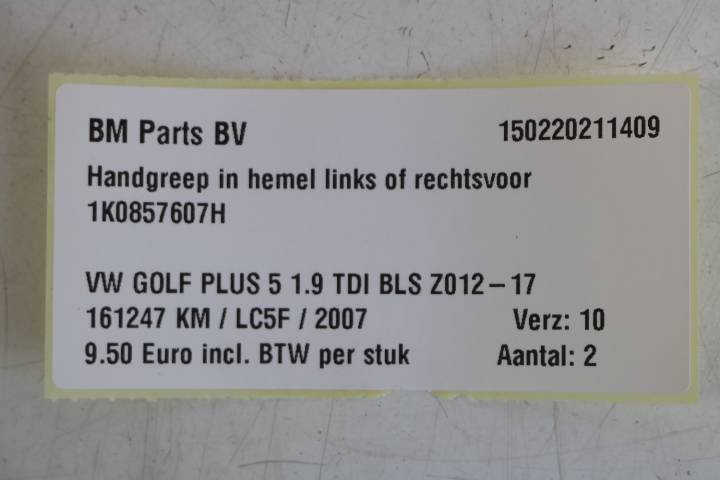 BM Parts BV 150220211409
Handgreep in hemel links of rechtsvoor
1K0857607H
VW GOLF PLUS 5 1.9 TDI BLS Z012-17
161247 KM / LC5F / 2007 Verz: 10
9.50 Euro incl. BTW per stuk Aantal: 2